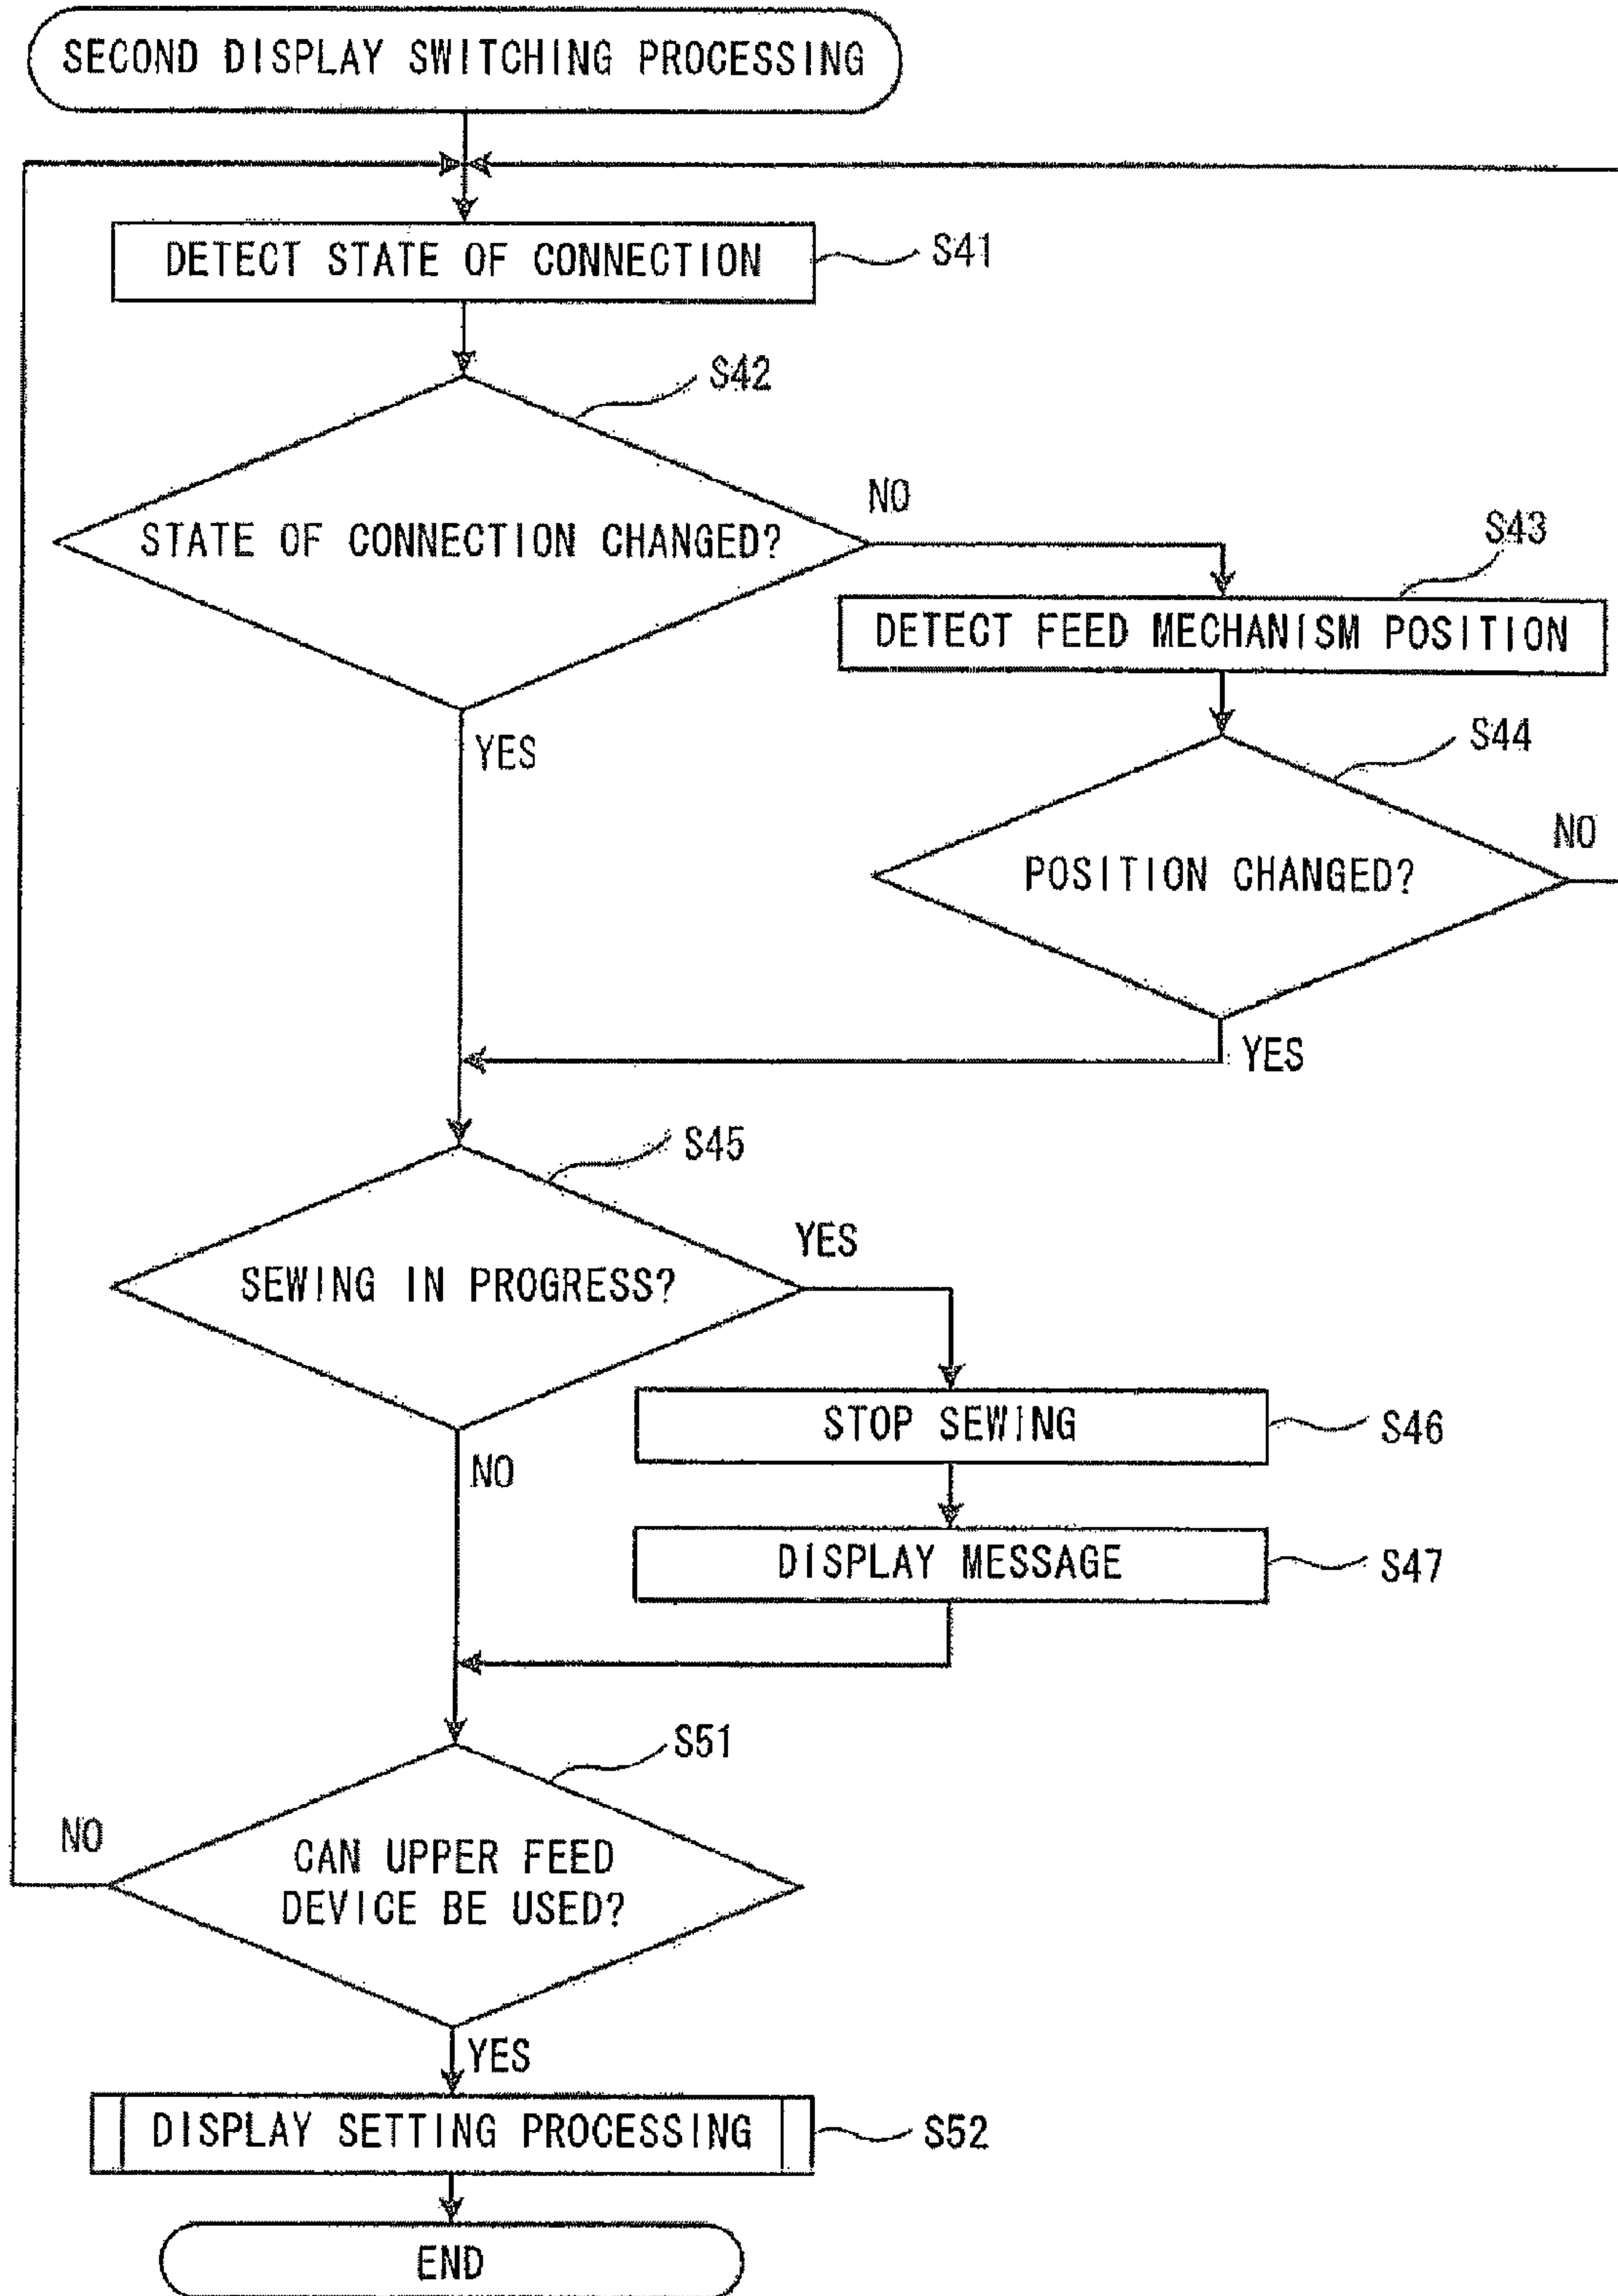 SECOND DISPLAY SWITCHING PROCESSING
DETECT STATE OF CONNECTION
S41
S42
STATE OF CONNECTION CHANGED?
NO
S43
DETECT FEED MECHANISM POSITION
YES
S44
POSITION CHANGED?
NO
YES
S45
SEWING IN PROGRESS?
YES
STOP SEWING
S46
NO
DISPLAY MESSAGE
S47
S51
NO
CAN UPPER FEED
DEVICE BE USED?
YES
DISPLAY SETTING PROCESSING
S52
END